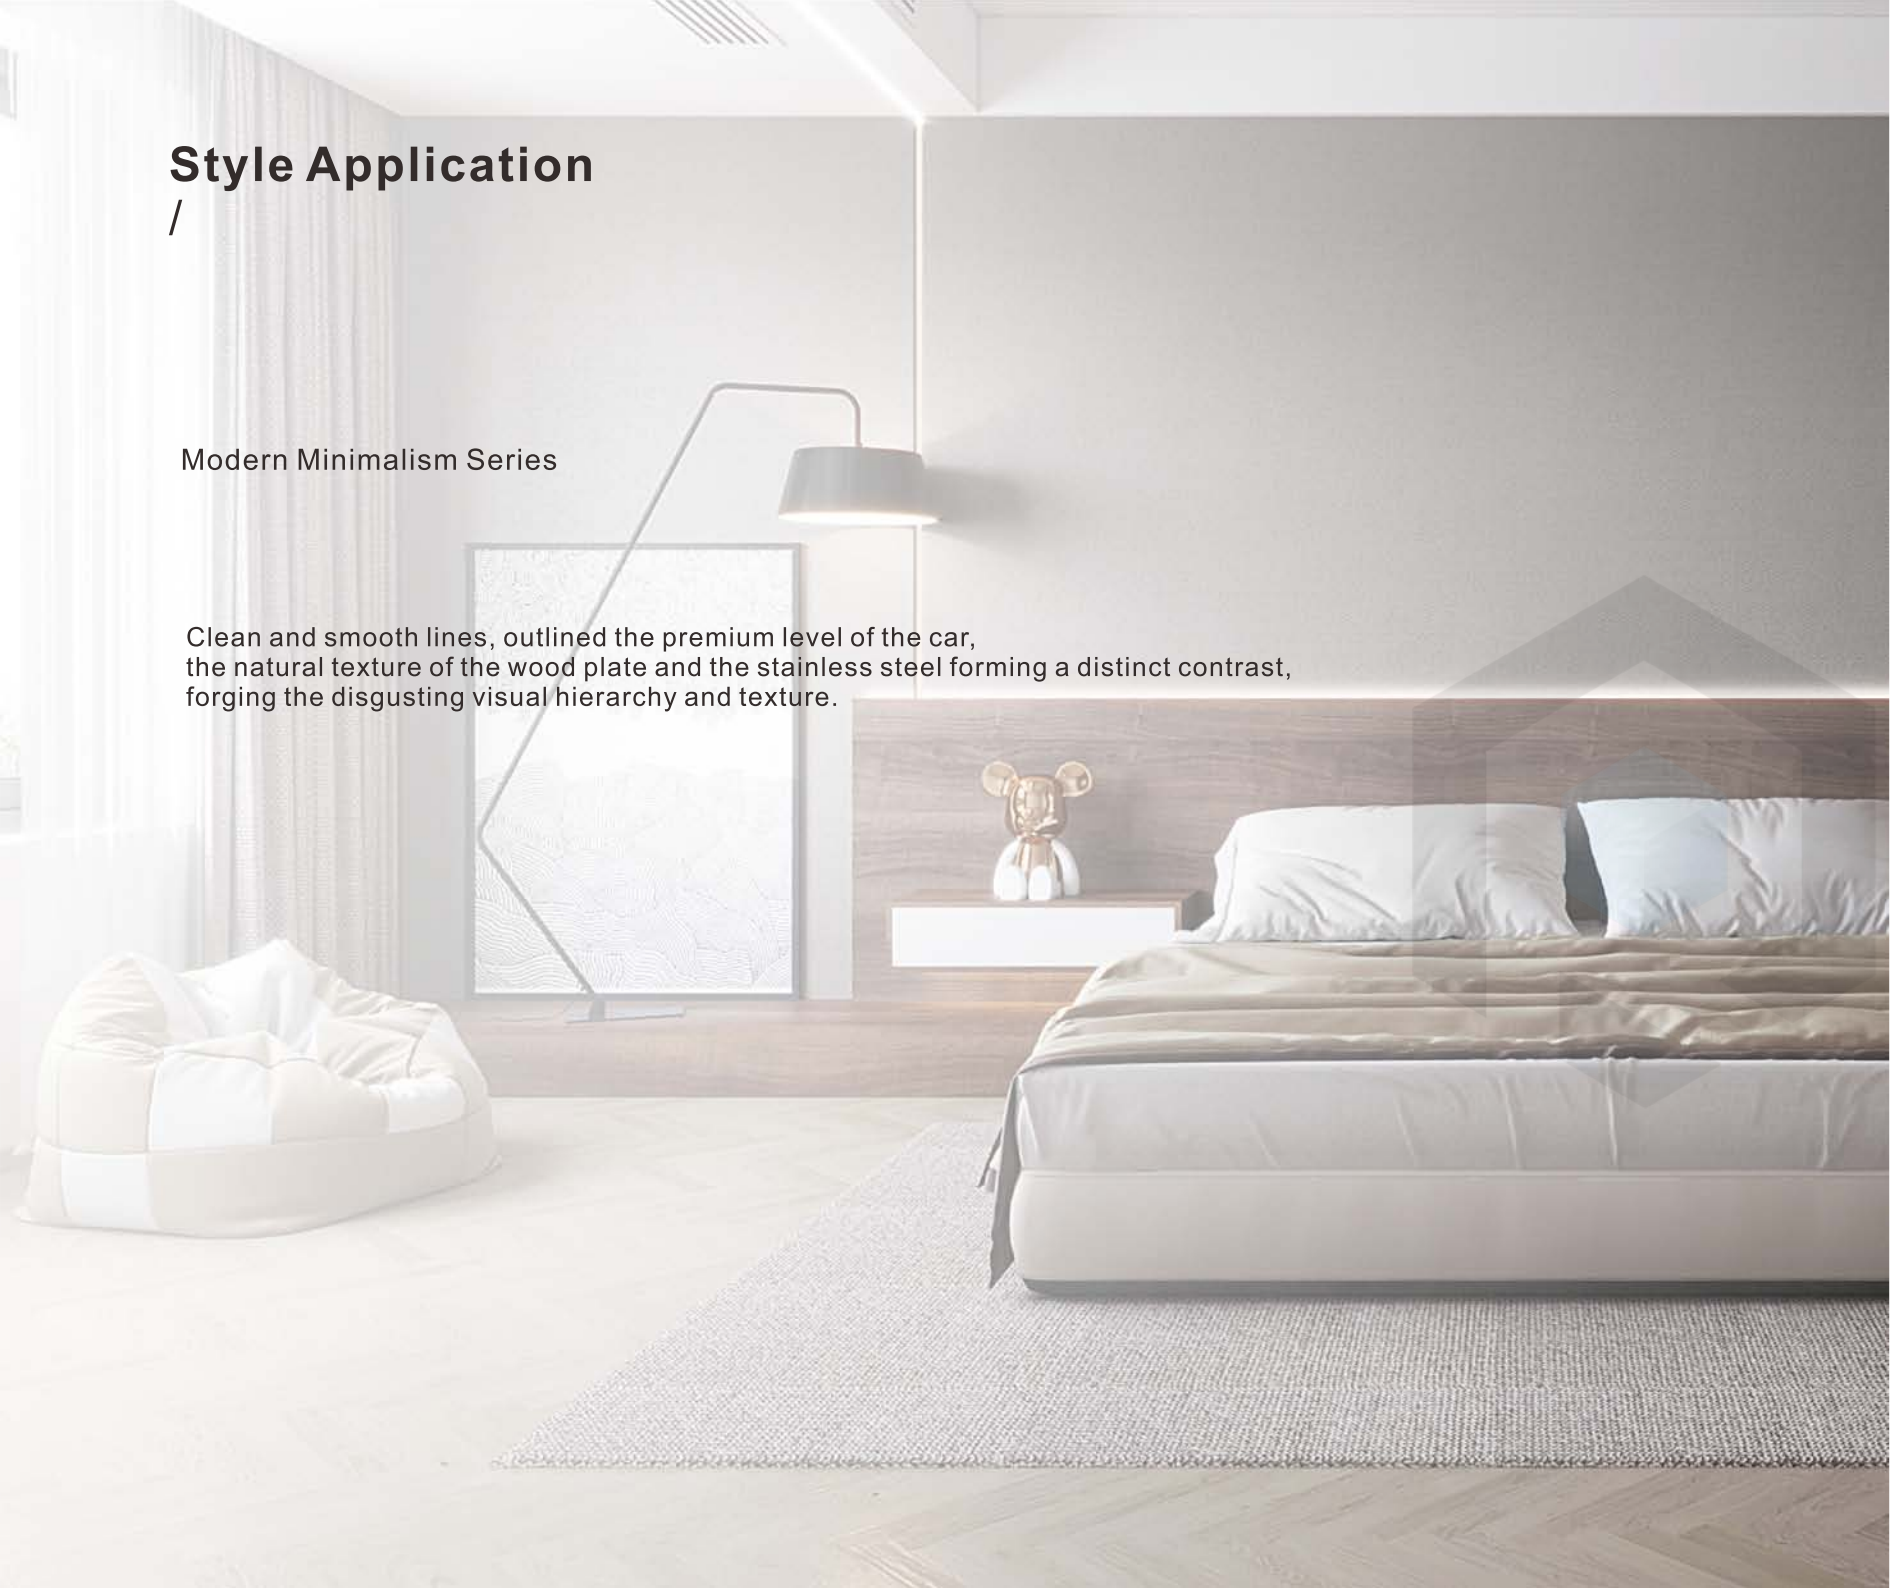 Style Application
/
Modern Minimalism Series
Clean and smooth lines, outlined the premium level of the car,
the natural texture of the wood plate and the stainless steel forming a distinct contrast,
forging the disgusting visual hierarchy and texture.